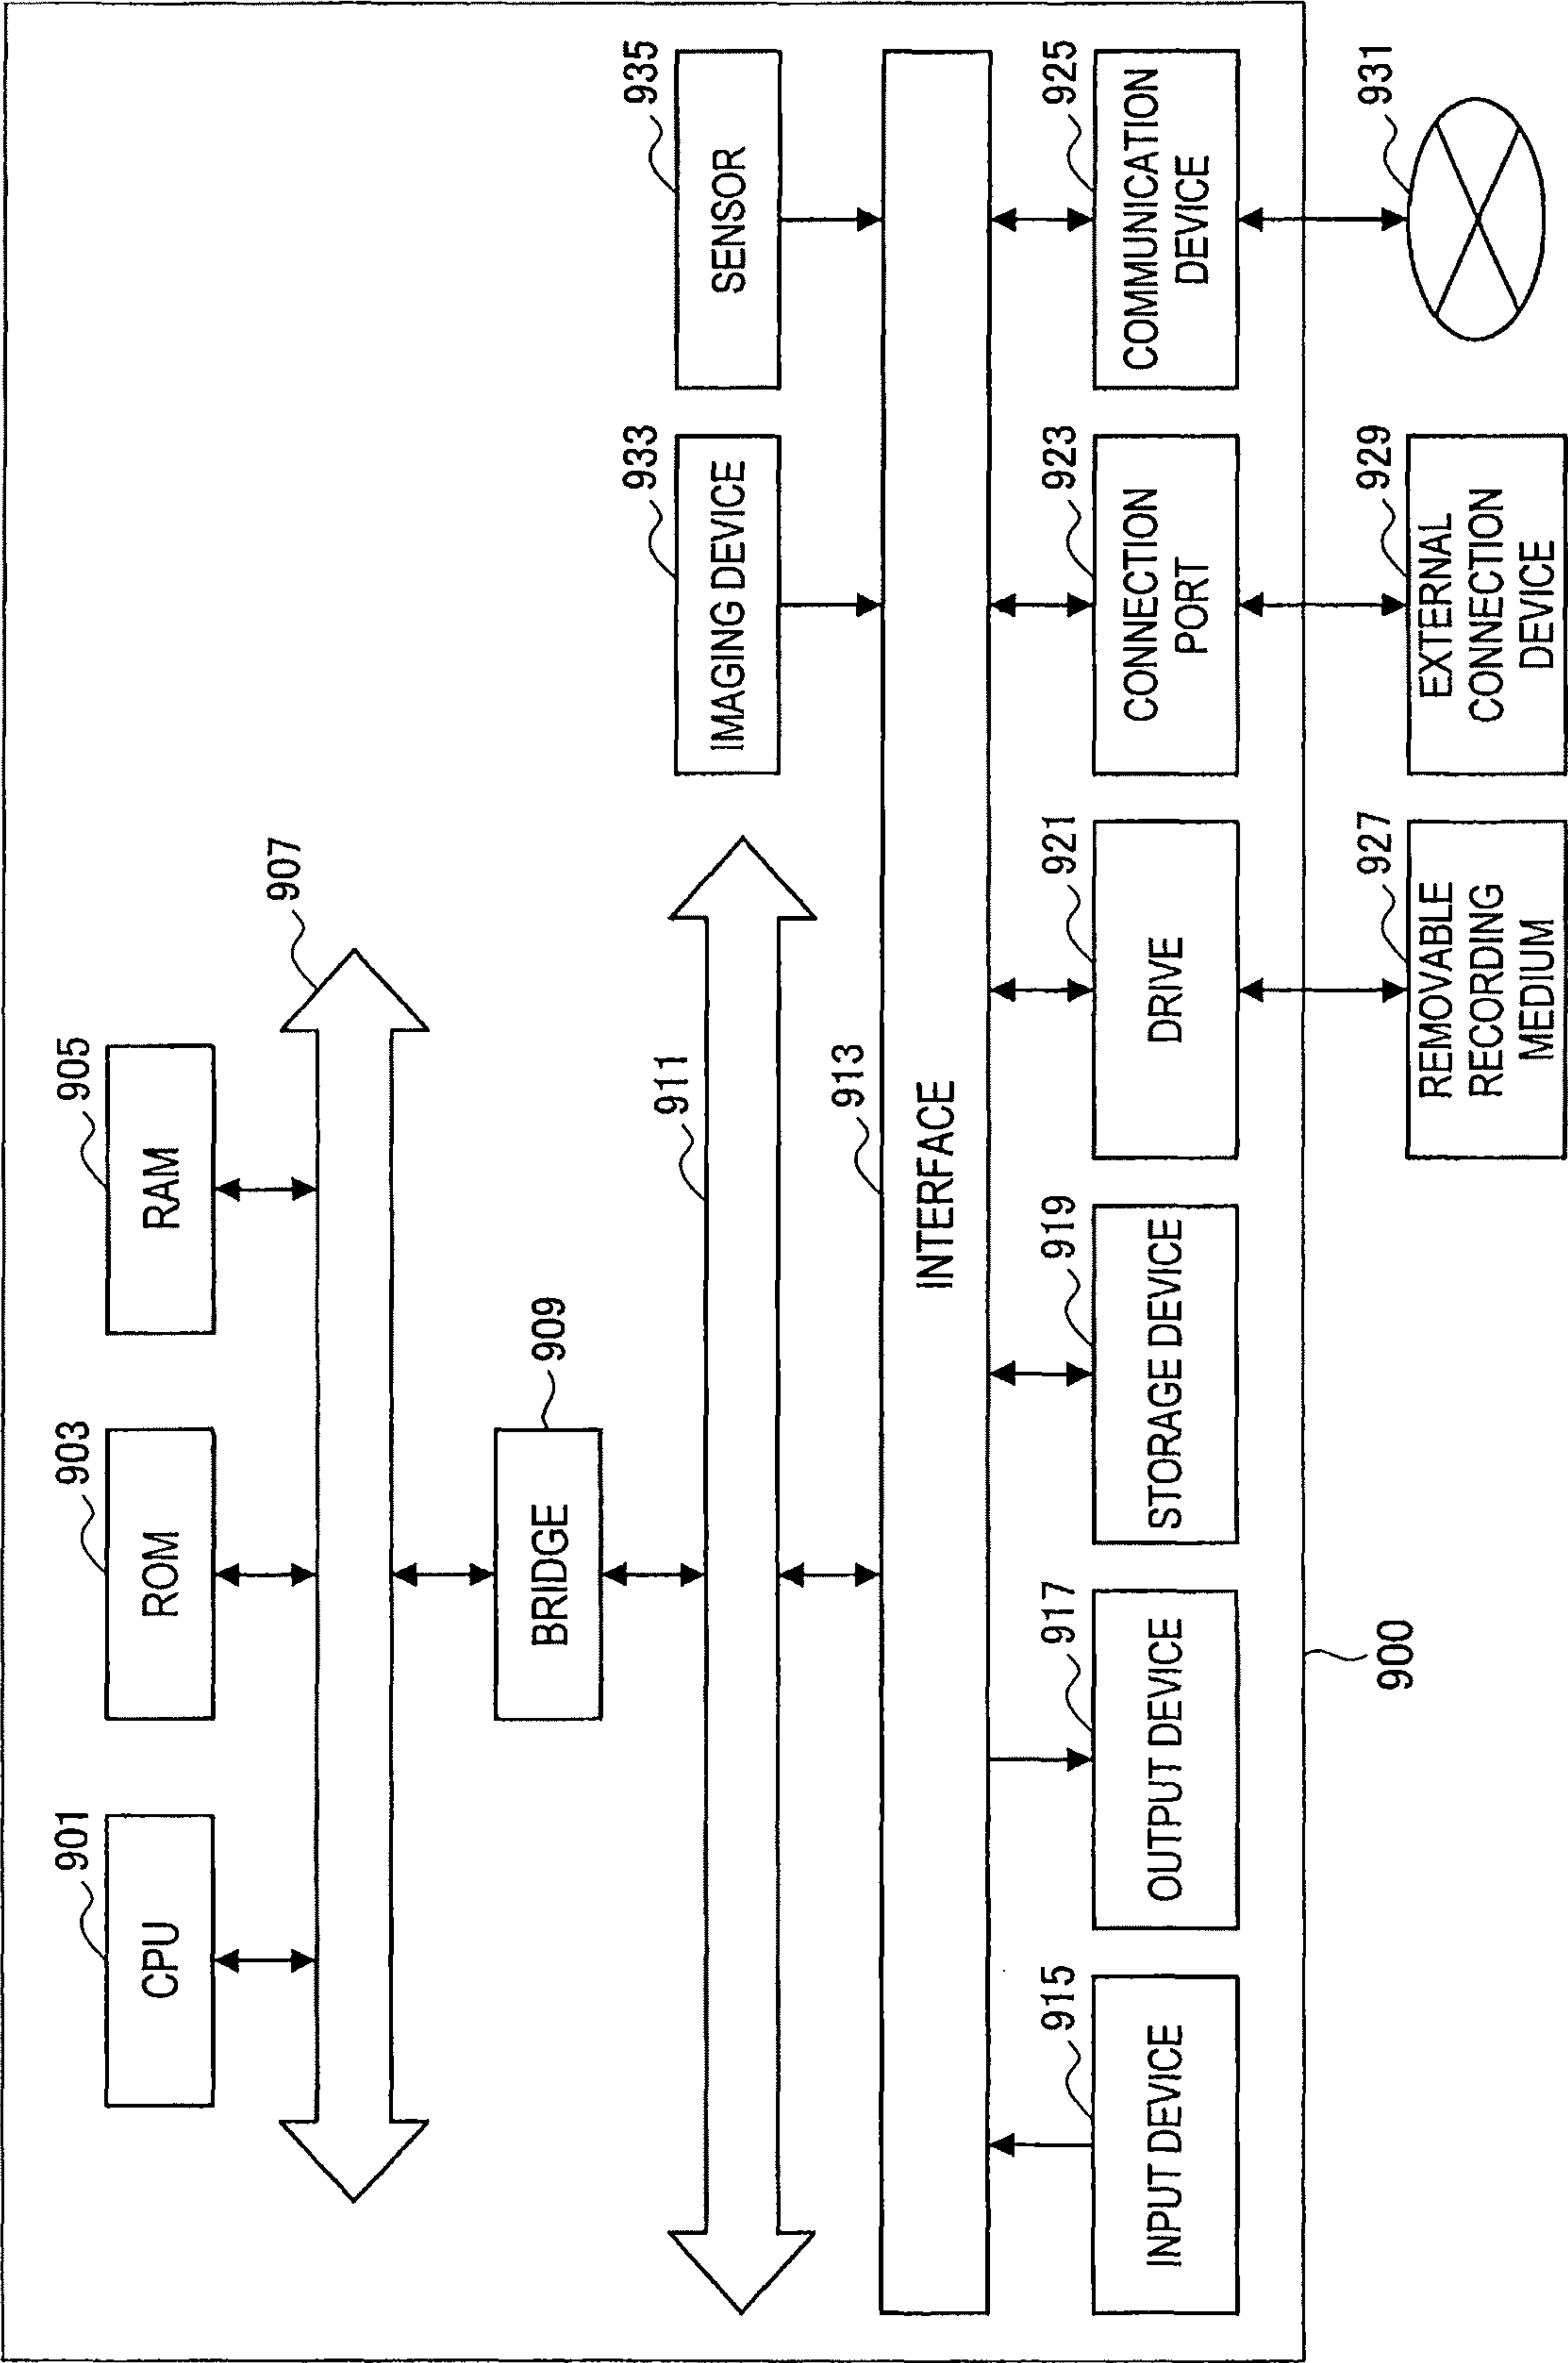 901
CPU
903
ROM
905
RAM
907
909
BRIDGE
911
933
IMAGING DEVICE
935
SENSOR
913
INTERFACE
915
INPUT DEVICE
917
OUTPUT DEVICE
919
STORAGE DEVICE
921
DRIVE
923
CONNECTION
PORT
925
COMMUNICATION
DEVICE
900
927
REMOVABLE
RECORDING
MEDIUM
929
EXTERNAL
CONNECTION
DEVICE
931